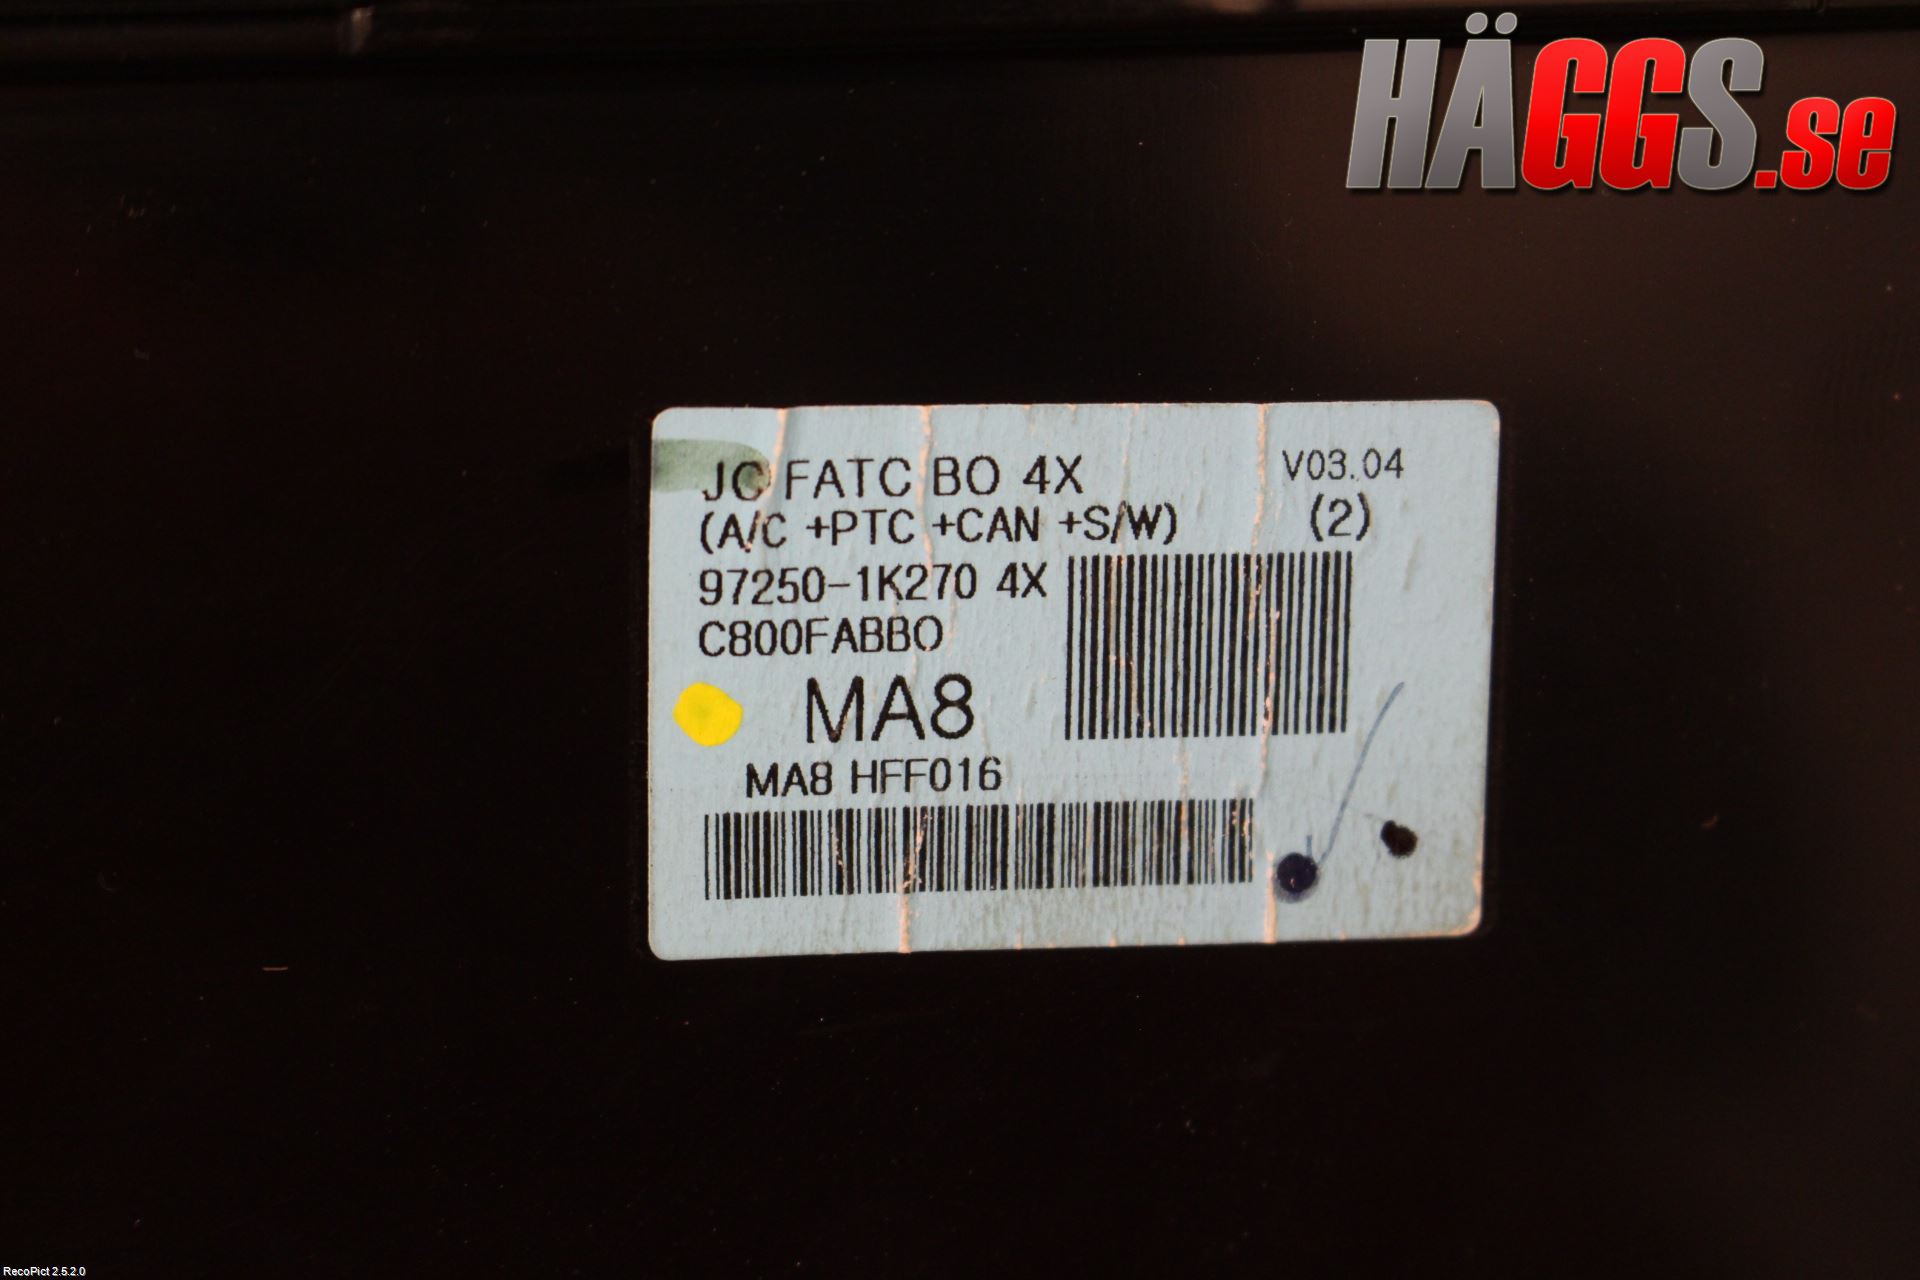 HÄGGS.se
JC FATC BO 4X
V03.04
(A/C +PTC +CAN +S/W)
(2)
97250-1K270 4X
C800FABBO
MA8
MA8 HFF016
RecoPict 2.5.2.0